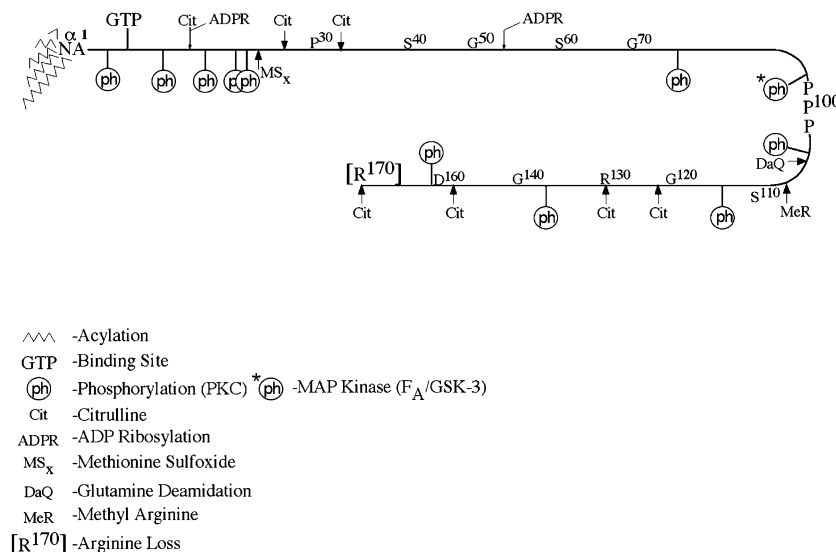 GTP Cit ADPR Cit Cit ADPR
α 1
NA P30 S40 G50 S60 G70
ph ph ph ph ph MSx ph * ph P100
P
P
ph
DaQ
ph
[R170] D160 G140 R130 G120 S110
Cit Cit ph Cit Cit ph MeR
-Acylation
GTP -Binding Site
ph -Phosphorylation (PKC) * ph -MAP Kinase (FA/GSK-3)
Cit -Citrulline
ADPR -ADP Ribosylation
MSx -Methionine Sulfoxide
DaQ -Glutamine Deamidation
MeR -Methyl Arginine
[R170] -Arginine Loss